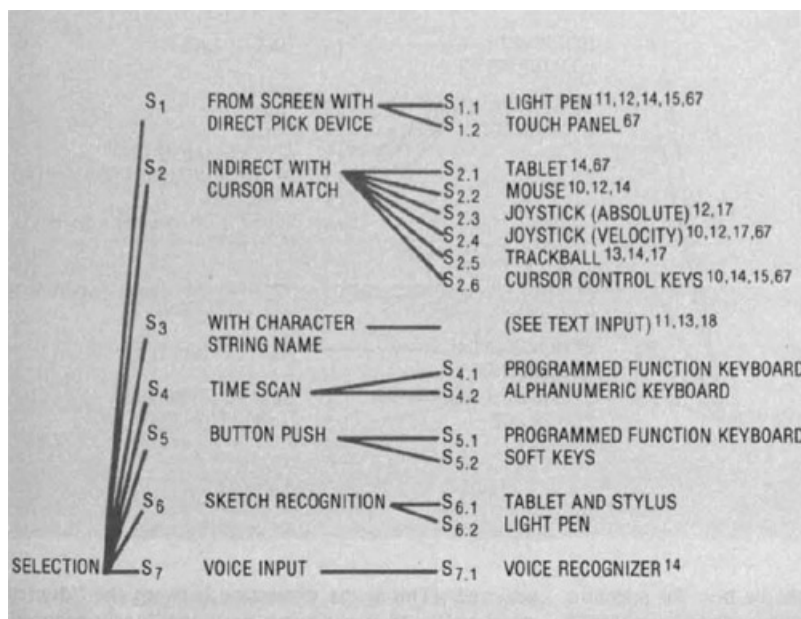 S1 FROM SCREEN WITH DIRECT PICK DEVICE
S1.1 LIGHT PEN 11,12,14,15,67
S1.2 TOUCH PANEL 67
S2 INDIRECT WITH CURSOR MATCH
S2.1 TABLET 14,67
S2.2 MOUSE 10,12,14
S2.3 JOYSTICK (ABSOLUTE) 12,17
S2.4 JOYSTICK (VELOCITY) 10,12,17,67
S2.5 TRACKBALL 13,14,17
S2.6 CURSOR CONTROL KEYS 10,14,15,67
S3 WITH CHARACTER STRING NAME
(SEE TEXT INPUT) 11,13,18
S4 TIME SCAN
S4.1 PROGRAMMED FUNCTION KEYBOARD
S4.2 ALPHANUMERIC KEYBOARD
S5 BUTTON PUSH
S5.1 PROGRAMMED FUNCTION KEYBOARD
S5.2 SOFT KEYS
S6 SKETCH RECOGNITION
S6.1 TABLET AND STYLUS
S6.2 LIGHT PEN
SELECTION
S7 VOICE INPUT
S7.1 VOICE RECOGNIZER 14